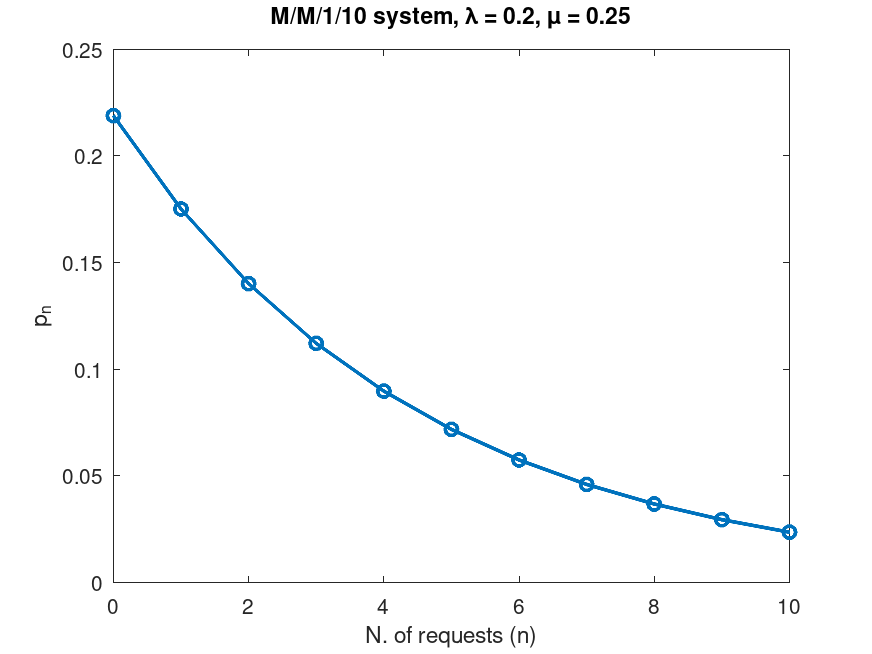 M/M/1/10 system, λ = 0.2, μ = 0.25
0.25
0.2
0.15
0.1
0.05
0
pₙ
0 2 4 6 8 10
N. of requests (n)